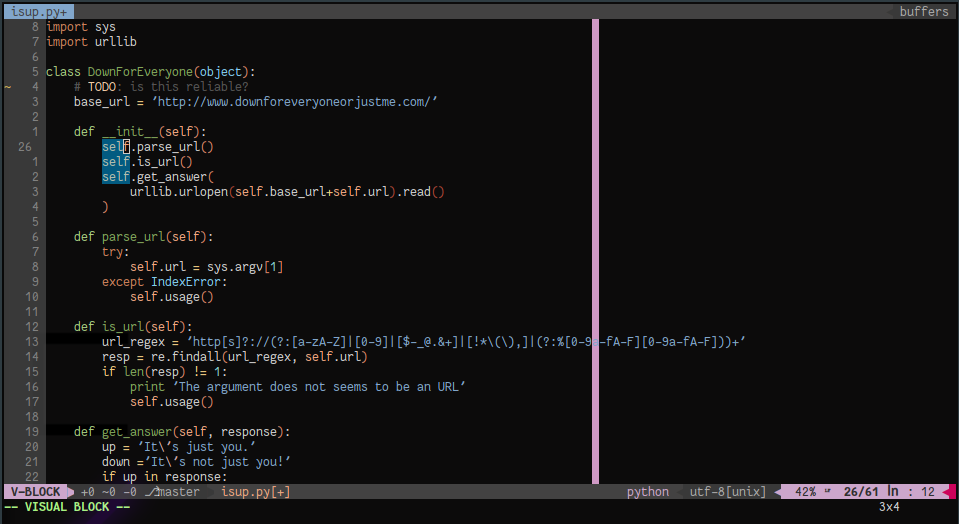 isup.py+ buffers
8 import sys
7 import urllib
6
5 class DownForEveryone(object):
~ 4     # TODO: is this reliable?
3     base_url = 'http://www.downforeveryoneorjustme.com/'
2
1     def __init__(self):
26         self.parse_url()
1         self.is_url()
2         self.get_answer(
3             urllib.urlopen(self.base_url+self.url).read()
4         )
5
6     def parse_url(self):
7         try:
8             self.url = sys.argv[1]
9         except IndexError:
10             self.usage()
11
12     def is_url(self):
13         url_regex = 'http[s]?://(?:[a-zA-Z]|[0-9]|[$-_@.&+]|[!*\(\),]|(?:%[0-9a-fA-F][0-9a-fA-F]))+'
14         resp = re.findall(url_regex, self.url)
15         if len(resp) != 1:
16             print 'The argument does not seems to be an URL'
17             self.usage()
18
19     def get_answer(self, response):
20         up = 'It\'s just you.'
21         down ='It\'s not just you!'
22         if up in response:
V-BLOCK +0 ~0 -0 master isup.py[+] python utf-8[unix] 42% 26/61 ln : 12
-- VISUAL BLOCK -- 3x4